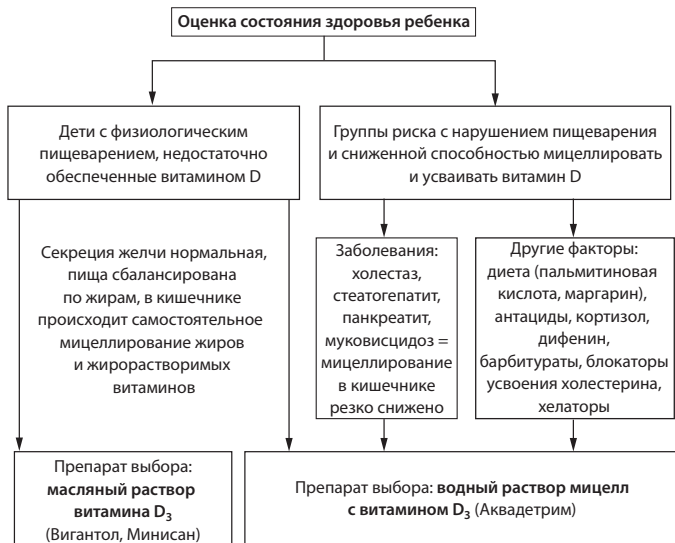 Оценка состояния здоровья ребенка
Дети с физиологическим
пищеварением, недостаточно
обеспеченные витамином D
Группы риска с нарушением пищеварения
и сниженной способностью мицеллировать
и усваивать витамин D
Секреция желчи нормальная,
пища сбалансирована
по жирам, в кишечнике
происходит самостоятельное
мицеллирование жиров
и жирорастворимых
витаминов
Заболевания:
холестаз,
стеатогепатит,
панкреатит,
муковисцидоз =
мицеллирование
в кишечнике
резко снижено
Другие факторы:
диета (пальмитиновая
кислота, маргарин),
антациды, кортизол,
дифенин,
барбитураты, блокаторы
усвоения холестерина,
хелаторы
Препарат выбора:
масляный раствор
витамина D3
(Вигантол, Минисан)
Препарат выбора: водный раствор мицелл
с витамином D3 (Аквадетрим)